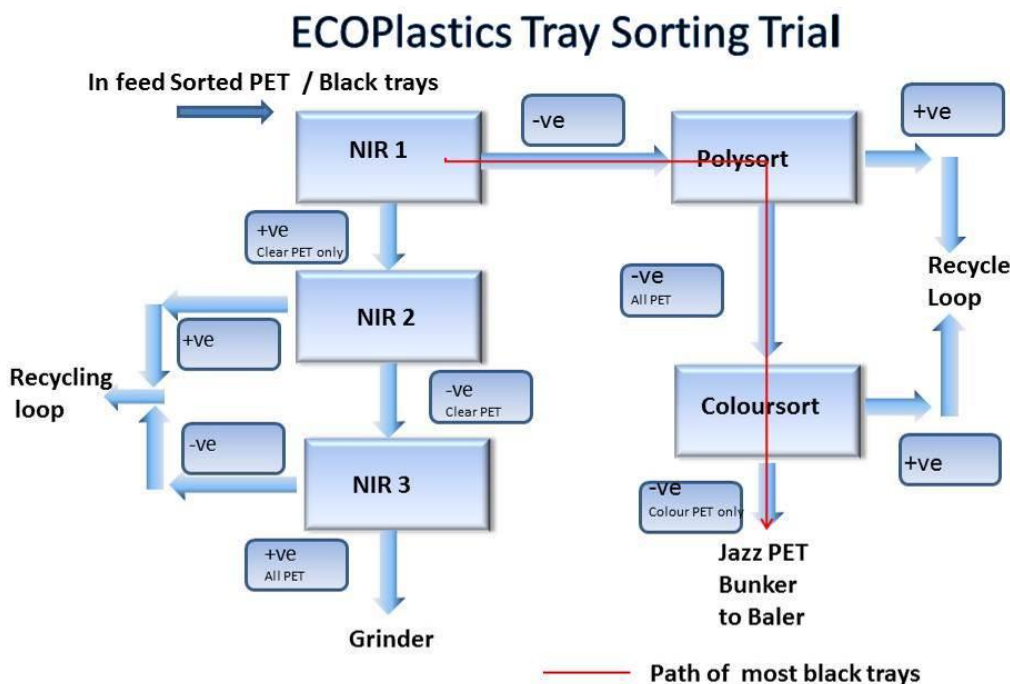 ECOPlastics Tray Sorting Trial
In feed Sorted PET / Black trays
NIR 1
-ve
Polysort
+ve
+ve
Clear PET only
NIR 2
-ve
All PET
Recycle
Loop
+ve
Recycling
loop
-ve
Clear PET
Coloursort
-ve
NIR 3
+ve
-ve
Colour PET only
+ve
All PET
Jazz PET
Bunker
to Baler
Grinder
Path of most black trays